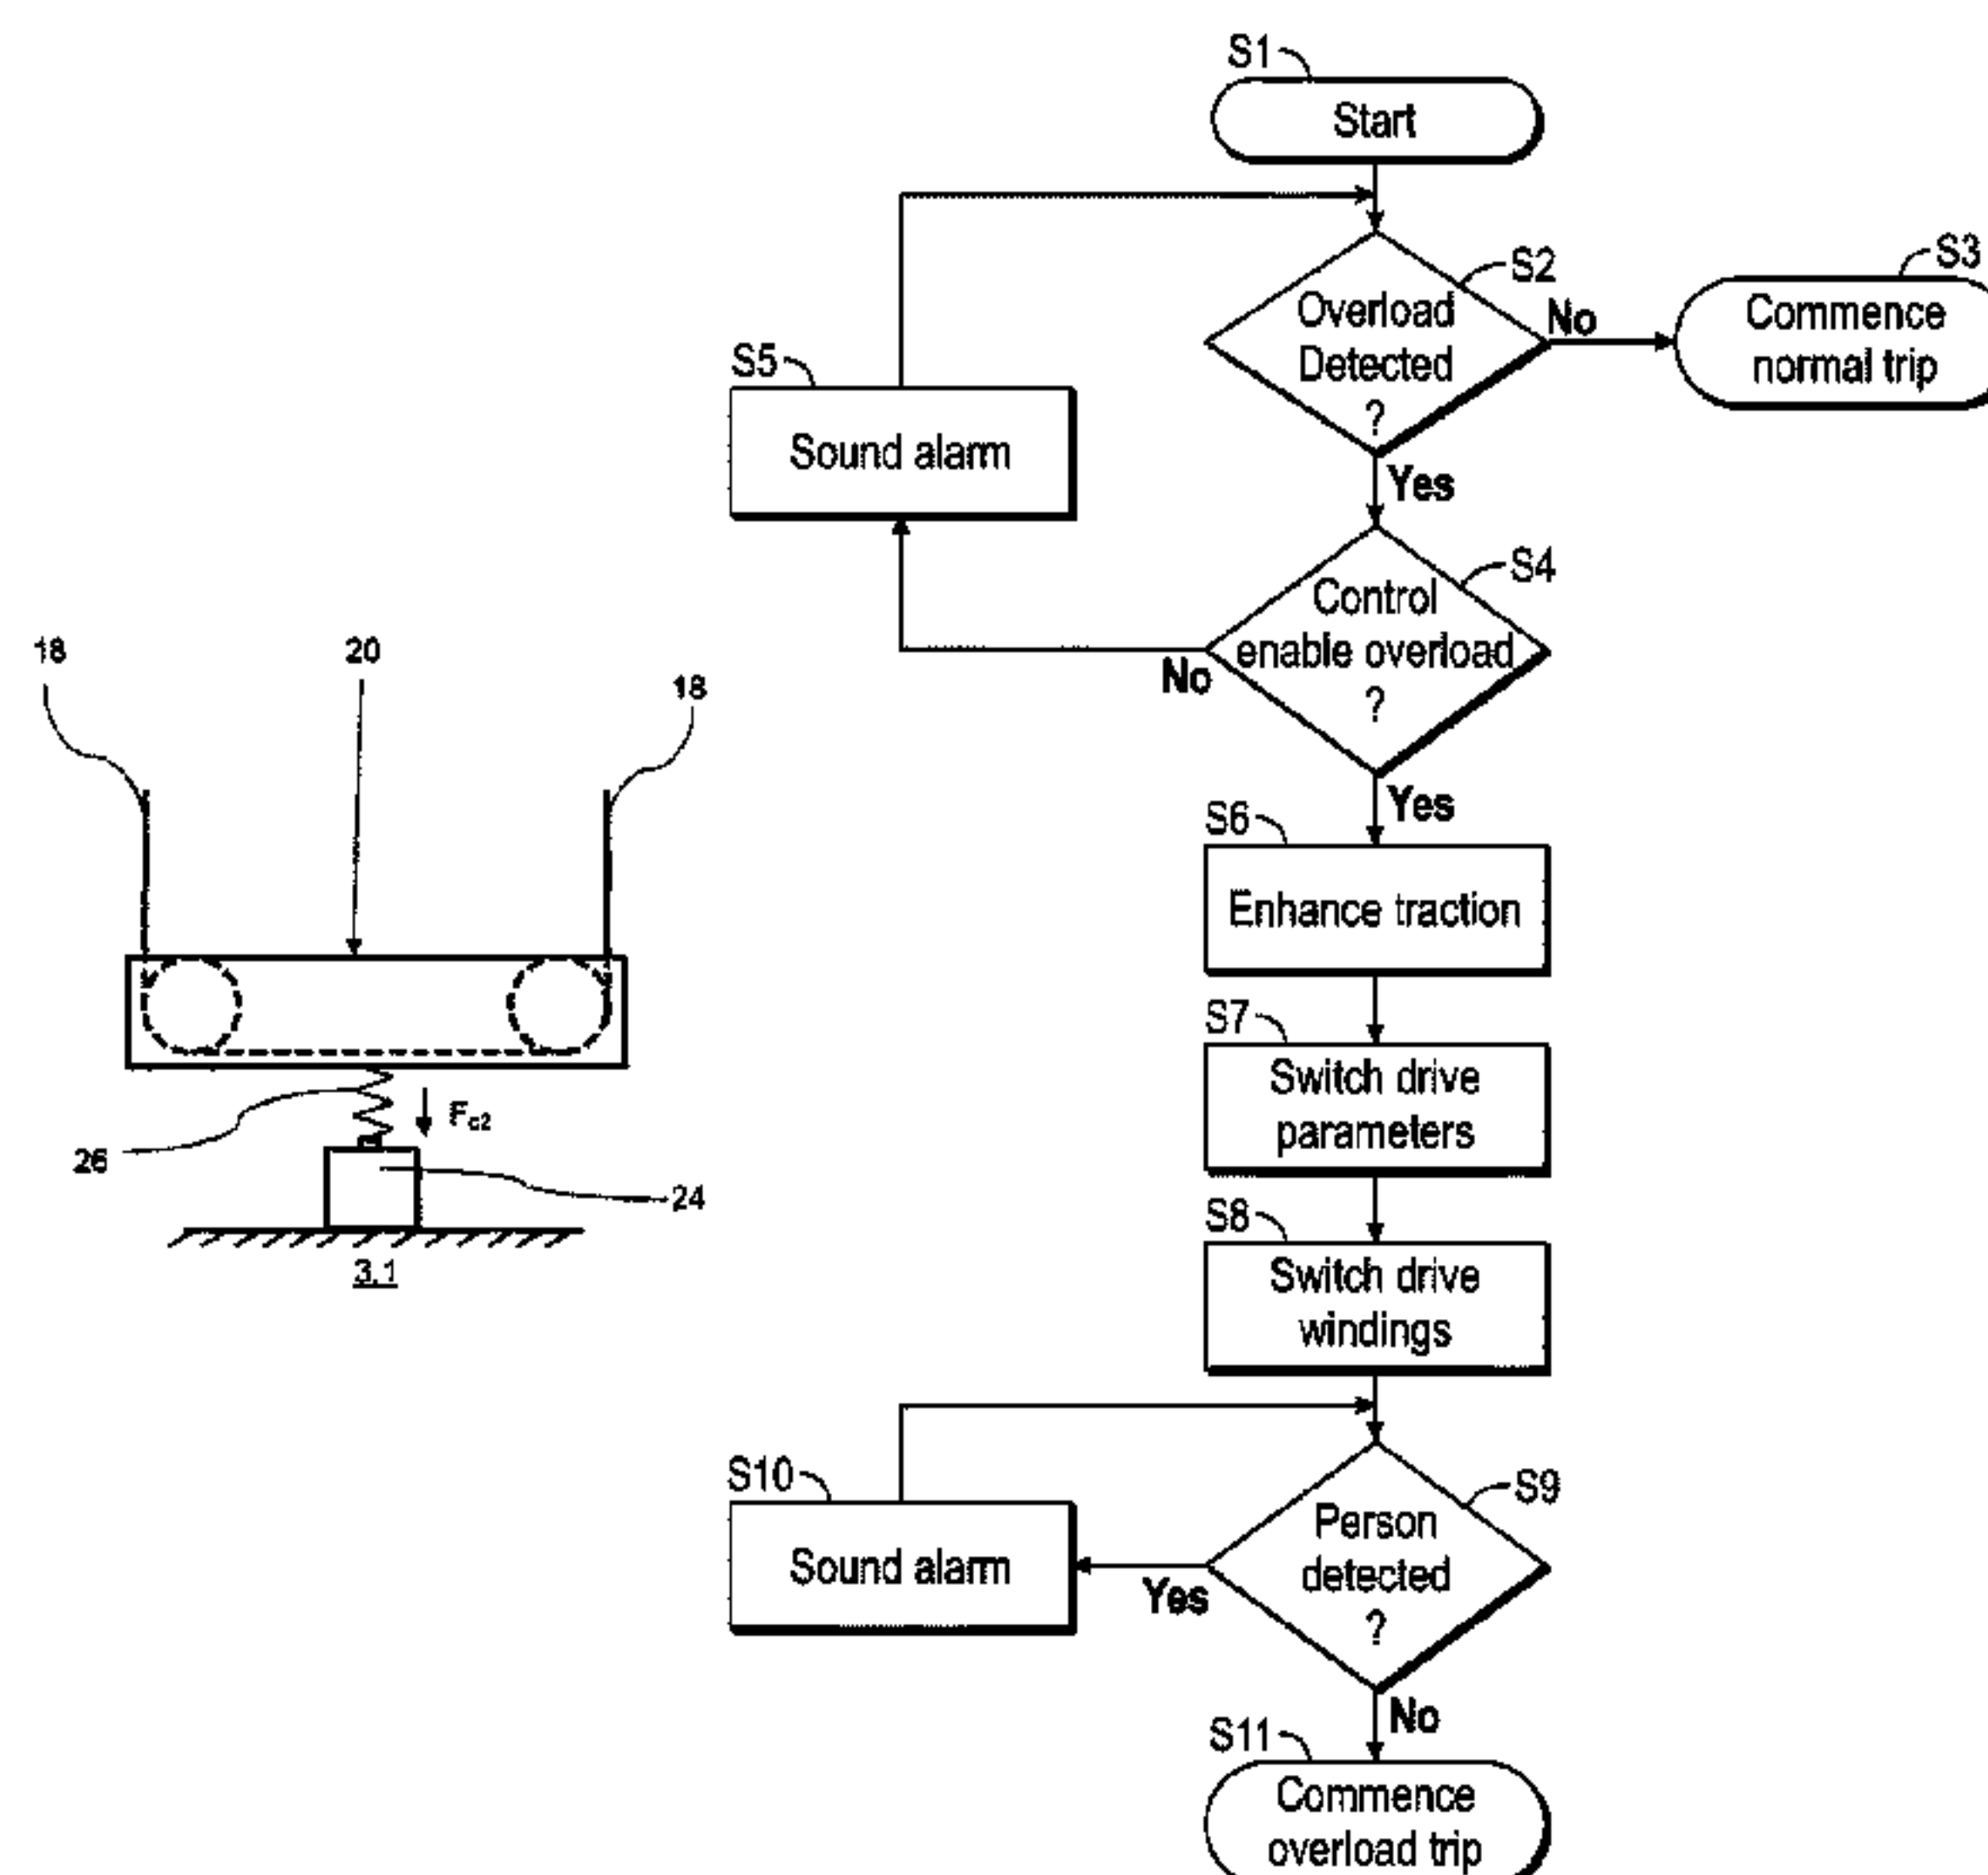 S1
Start
S2
Overload
Detected
?
No
S3
Commence
normal trip
S5
Sound alarm
Yes
S4
Control
enable overload
?
No
Yes
S6
Enhance traction
S7
Switch drive
parameters
S8
Switch drive
windings
S10
Sound alarm
S9
Person
detected
?
Yes
No
S11
Commence
overload trip
18
20
18
26
Fc2
24
3.1